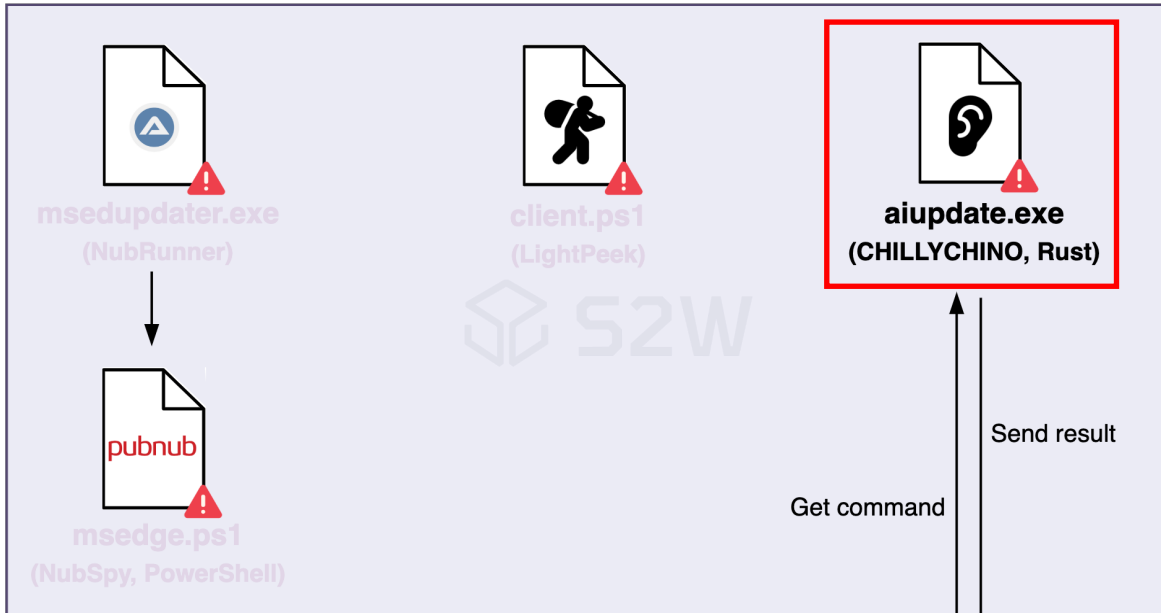 msedupdater.exe
(NubRunner)
client.ps1
(LightPeek)
aiupdate.exe
(CHILLYCHINO, Rust)
S2W
pubnub
msedge.ps1
(NubSpy, PowerShell)
Send result
Get command